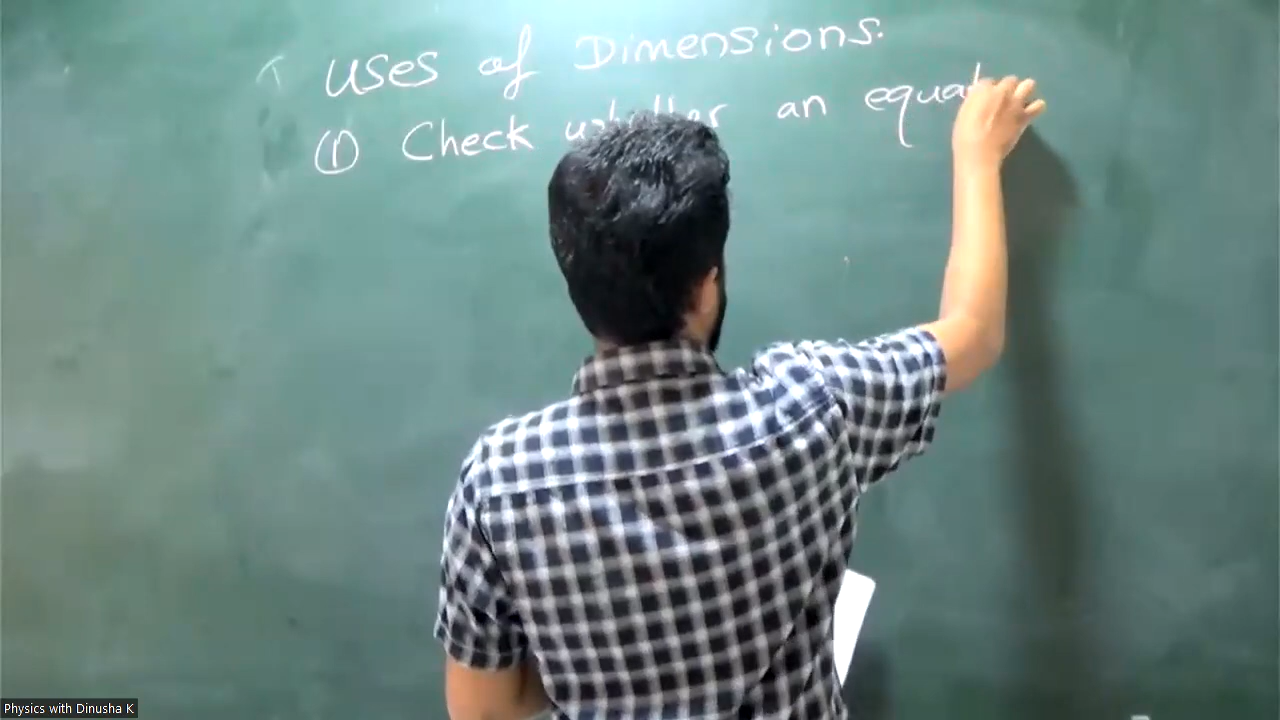 Uses of Dimensions.
(1) Check whether an equat
Physics with Dinusha K